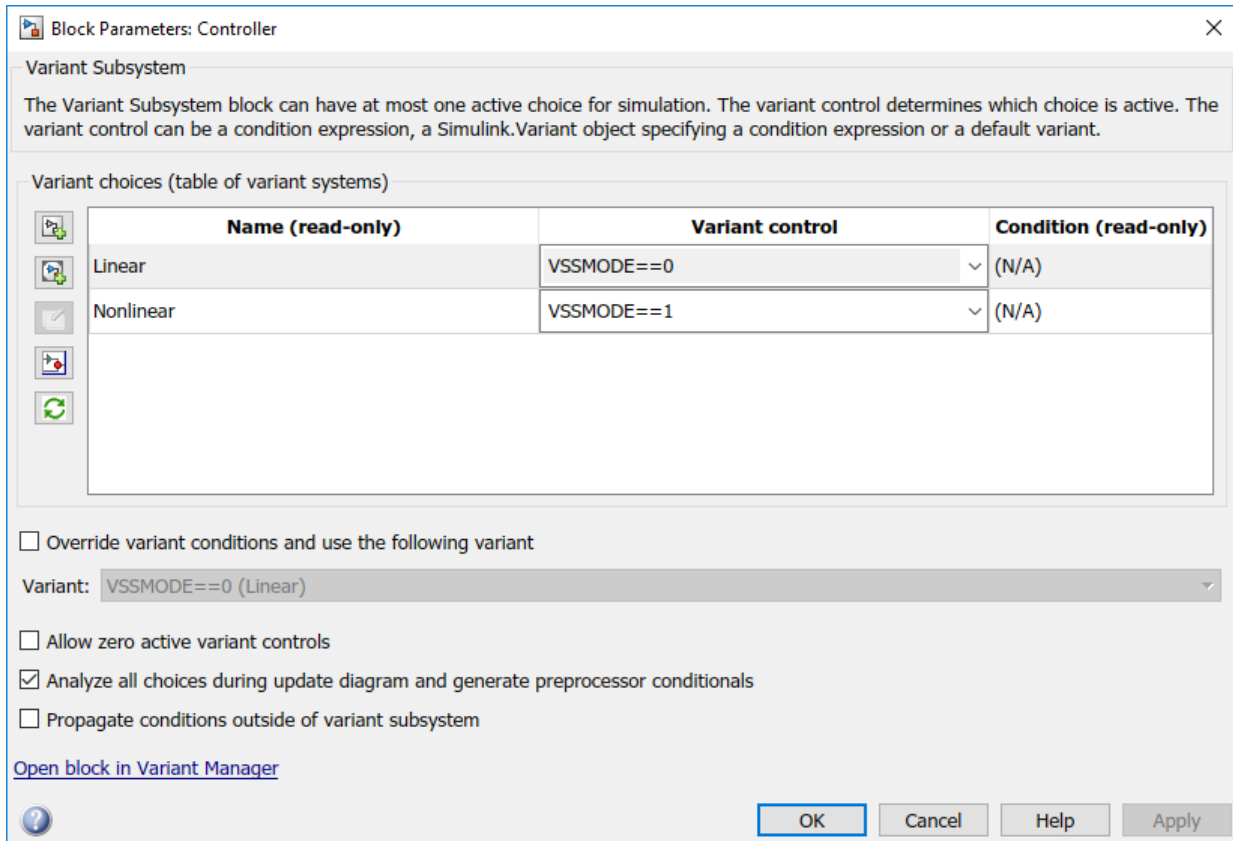 Block Parameters: Controller
Variant Subsystem
The Variant Subsystem block can have at most one active choice for simulation. The variant control determines which choice is active. The
variant control can be a condition expression, a Simulink.Variant object specifying a condition expression or a default variant.
Variant choices (table of variant systems)
Name (read-only) Variant control Condition (read-only)
Linear VSSMODE==0 (N/A)
Nonlinear VSSMODE==1 (N/A)
Override variant conditions and use the following variant
Variant: VSSMODE==0 (Linear)
Allow zero active variant controls
Analyze all choices during update diagram and generate preprocessor conditionals
Propagate conditions outside of variant subsystem
Open block in Variant Manager
OK Cancel Help Apply